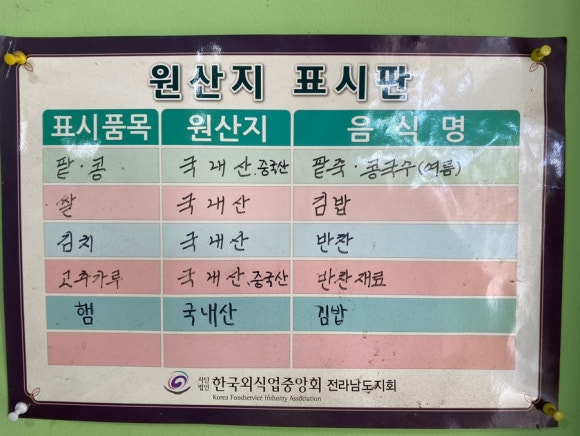 원산지 표시판
표시품목 원산지 음식명
팥·콩 국내산.중국산 팥죽·콩국수(여름)
쌀 국내산 김밥
김치 국내산 반찬
고추가루 국내산.중국산 반찬재료
햄 국내산 김밥
사단법인 한국외식업중앙회 전라남도지회
Korea Foodservice Industry Association